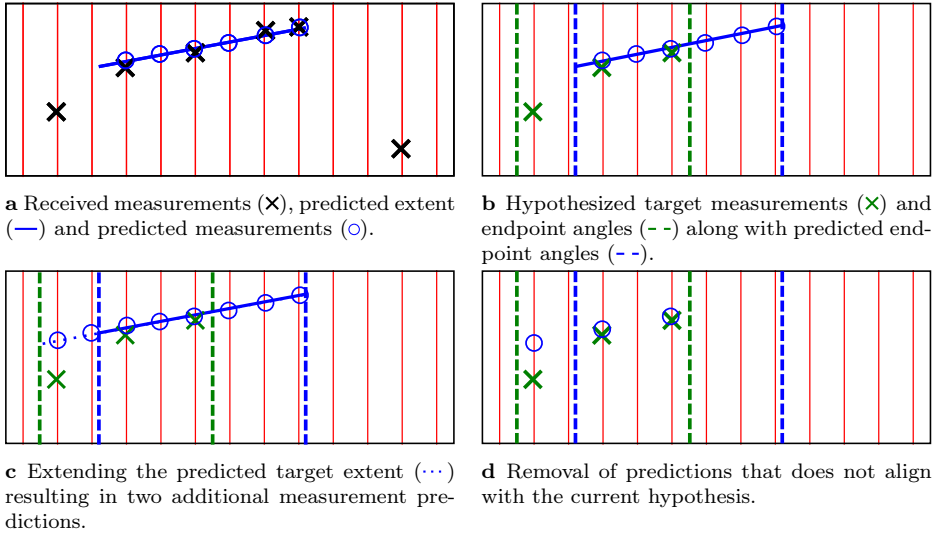 a Received measurements (×), predicted extent
(—) and predicted measurements (○).
b Hypothesized target measurements (×) and
endpoint angles (--) along with predicted end-
point angles (--).
c Extending the predicted target extent (···)
resulting in two additional measurement pre-
dictions.
d Removal of predictions that does not align
with the current hypothesis.